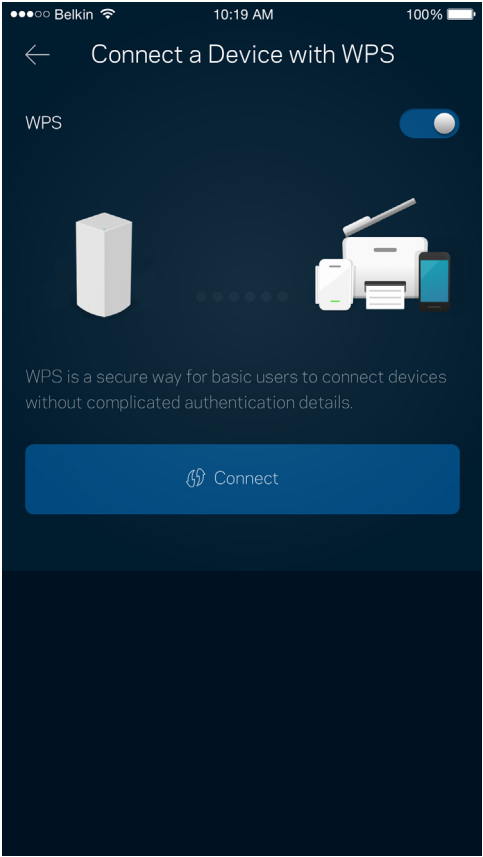 Belkin 10:19 AM 100%
Connect a Device with WPS
WPS
WPS is a secure way for basic users to connect devices
without complicated authentication details.
Connect